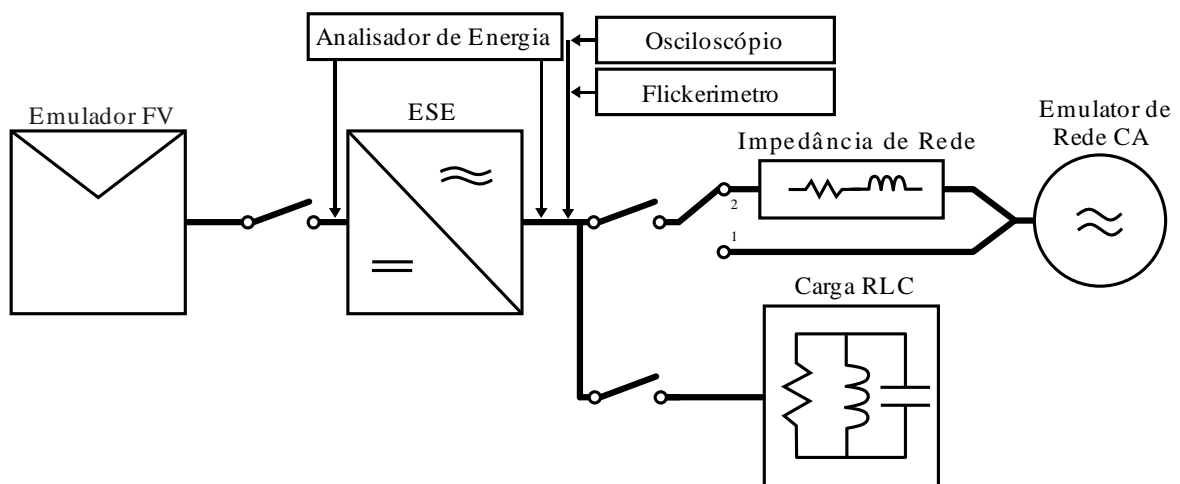 Analisador de Energia
Osciloscópio
Flickerimetro
Emulador FV
ESE
Impedância de Rede
Emulator de
Rede CA
2
1
Carga RLC